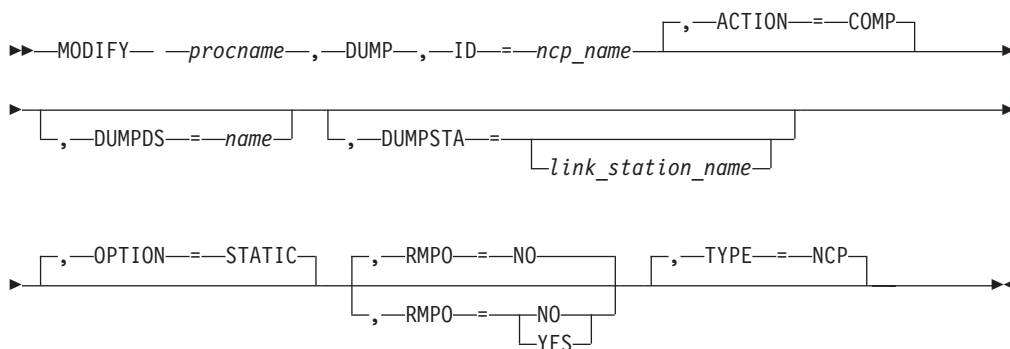 , ACTION = COMP
MODIFY procname , DUMP , ID = ncp_name
, DUMPDS = name , DUMPSTA =
link_station_name
, OPTION = STATIC , RMPO = NO , TYPE = NCP
, RMPO = NO
YES